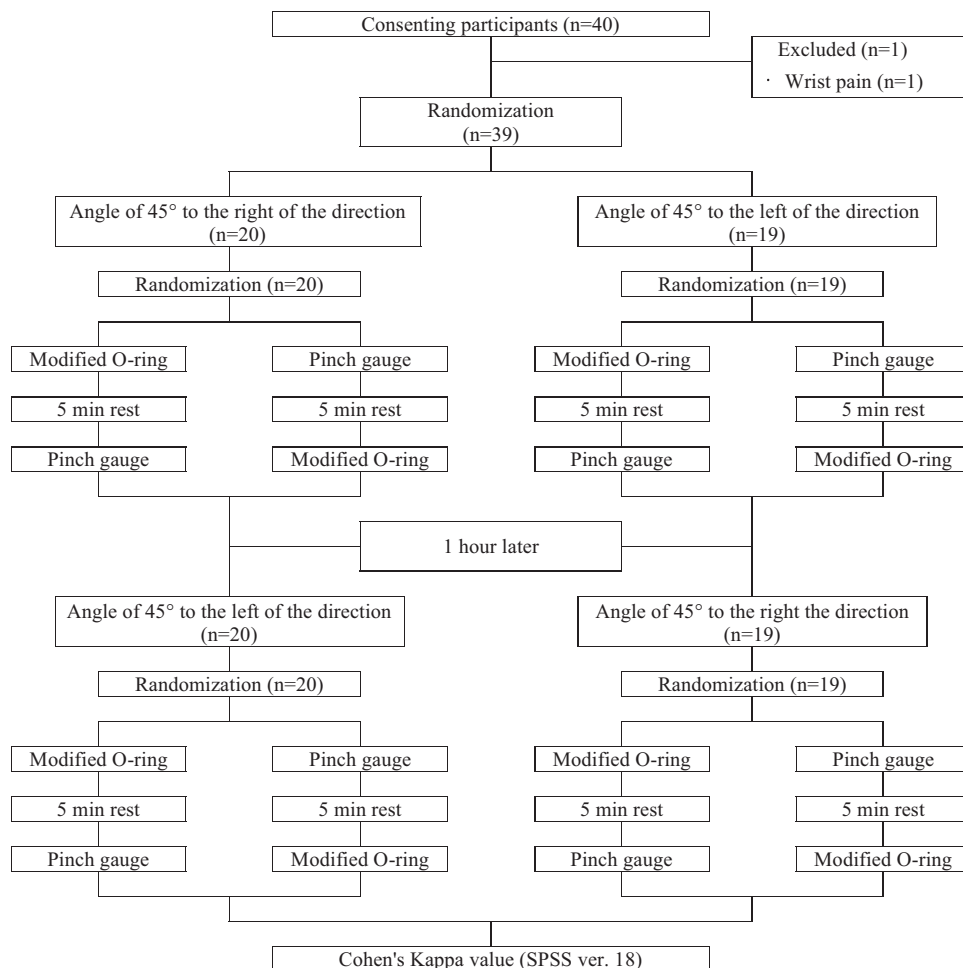 Consenting participants (n=40)
Excluded (n=1)
· Wrist pain (n=1)
Randomization
(n=39)
Angle of 45° to the right of the direction
(n=20)
Angle of 45° to the left of the direction
(n=19)
Randomization (n=20)
Randomization (n=19)
Modified O-ring
Pinch gauge
Modified O-ring
Pinch gauge
5 min rest
5 min rest
5 min rest
5 min rest
Pinch gauge
Modified O-ring
Pinch gauge
Modified O-ring
1 hour later
Angle of 45° to the left of the direction
(n=20)
Angle of 45° to the right the direction
(n=19)
Randomization (n=20)
Randomization (n=19)
Modified O-ring
Pinch gauge
Modified O-ring
Pinch gauge
5 min rest
5 min rest
5 min rest
5 min rest
Pinch gauge
Modified O-ring
Pinch gauge
Modified O-ring
Cohen's Kappa value (SPSS ver. 18)